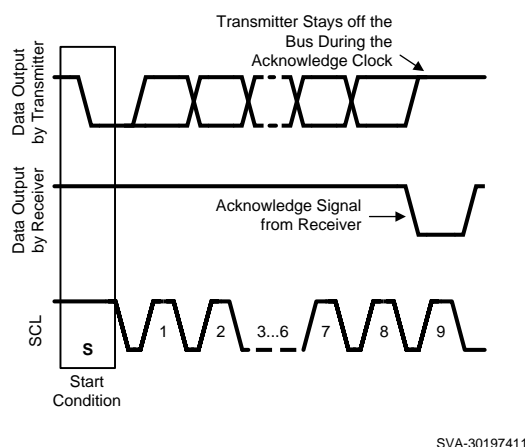 Transmitter Stays off the
Bus During the
Acknowledge Clock
Data Output
by Transmitter
Data Output
by Receiver
Acknowledge Signal
from Receiver
SCL
S
1
2
3...6
7
8
9
Start
Condition
SVA-30197411